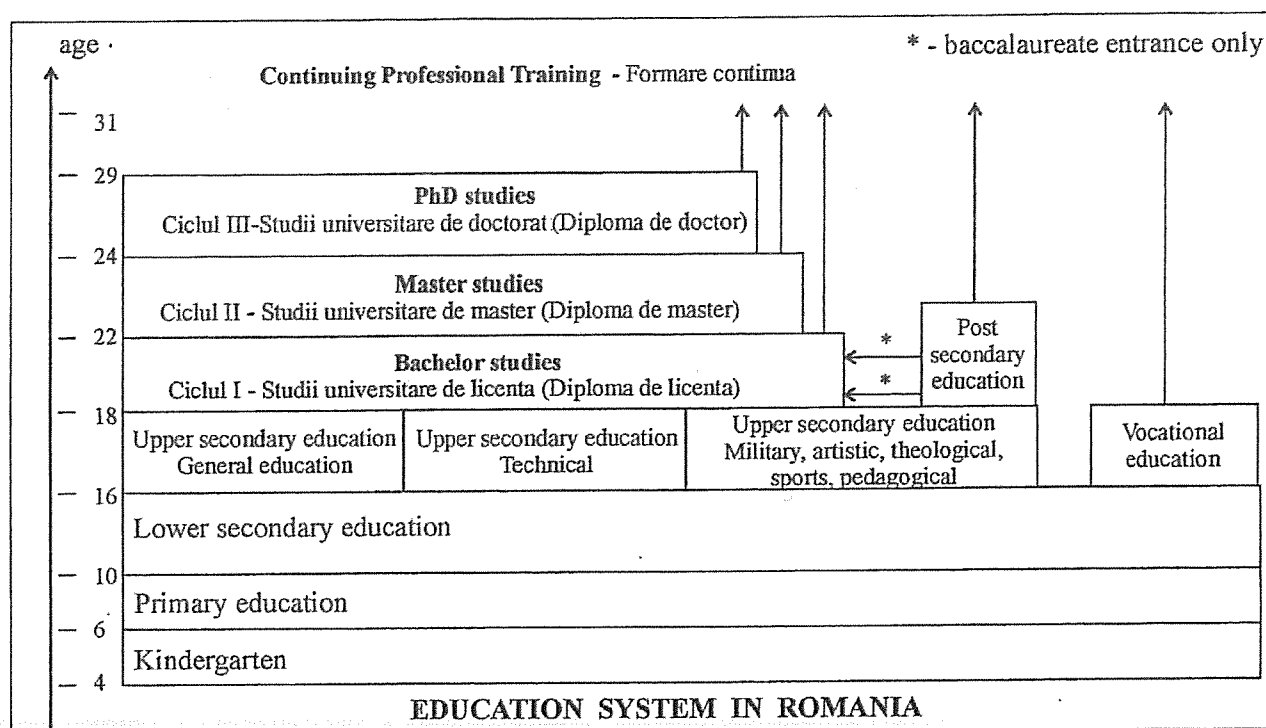 age
* - baccalaureate entrance only
Continuing Professional Training - Formare continua
31
29
PhD studies
Ciclul III-Studii universitare de doctorat (Diploma de doctor)
24
Master studies
Ciclul II - Studii universitare de master (Diploma de master)
22
Bachelor studies
Ciclul I - Studii universitare de licenta (Diploma de licenta)
*
*
Post
secondary
education
18
Upper secondary education
General education
Upper secondary education
Technical
Upper secondary education
Military, artistic, theological,
sports, pedagogical
Vocational
education
16
Lower secondary education
10
Primary education
6
Kindergarten
4
EDUCATION SYSTEM IN ROMANIA